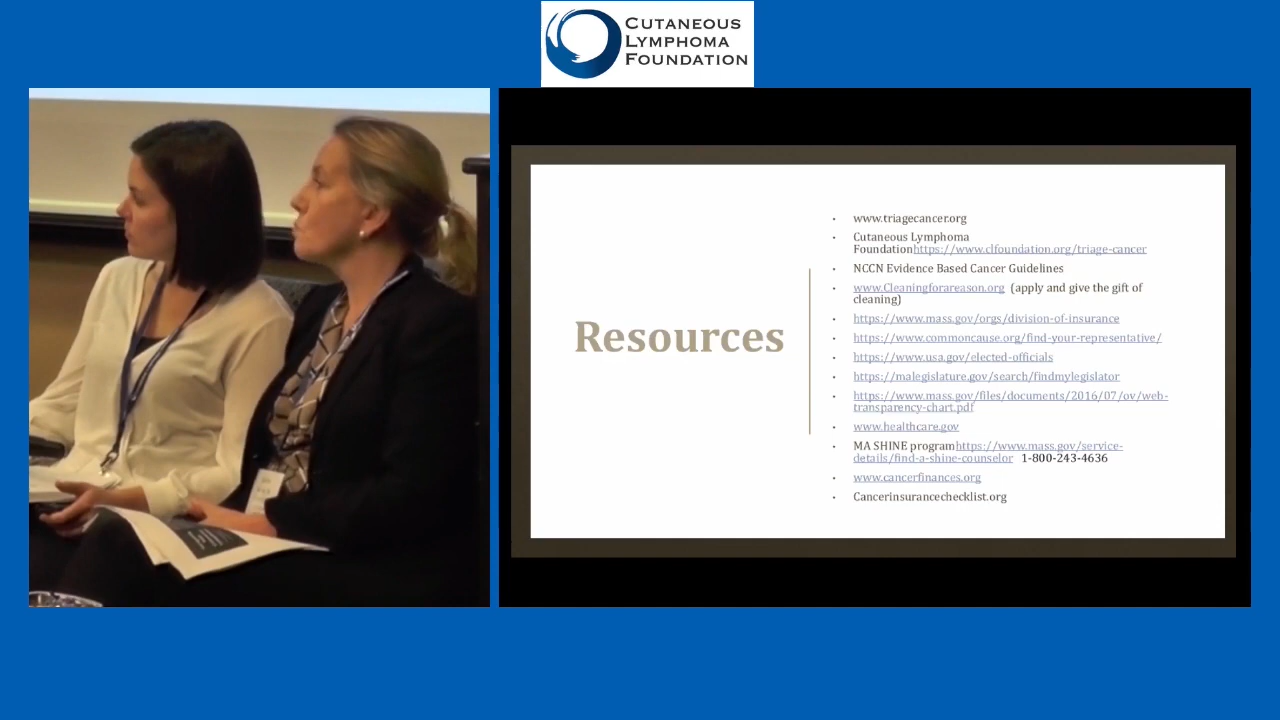 CUTANEOUS
LYMPHOMA
FOUNDATION
Resources
www.triagecancer.org
Cutaneous Lymphoma
Foundationhttps://www.clfoundation.org/triage-cancer
NCCN Evidence Based Cancer Guidelines
www.Cleaningforareason.org (apply and give the gift of
cleaning)
https://www.mass.gov/orgs/division-of-insurance
https://www.commoncause.org/find-your-representative/
https://www.usa.gov/elected-officials
https://malegislature.gov/search/findmylegislator
https://www.mass.gov/files/documents/2016/07/ov/web-
transparency-chart.pdf
www.healthcare.gov
MA SHINE programhttps://www.mass.gov/service-
details/find-a-shine-counselor 1-800-243-4636
www.cancerfinances.org
Cancerinsurancechecklist.org